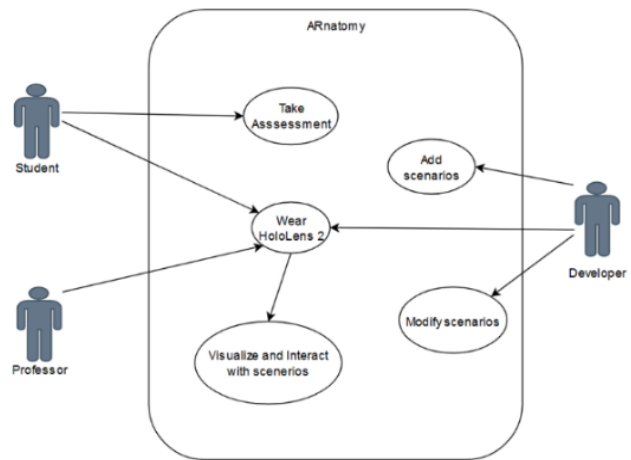 ARnatomy
Take
Asssessment
Student
Add
scenarios
Wear
HoloLens 2
Developer
Professor
Modify scenarios
Visualize and Interact
with scenerios